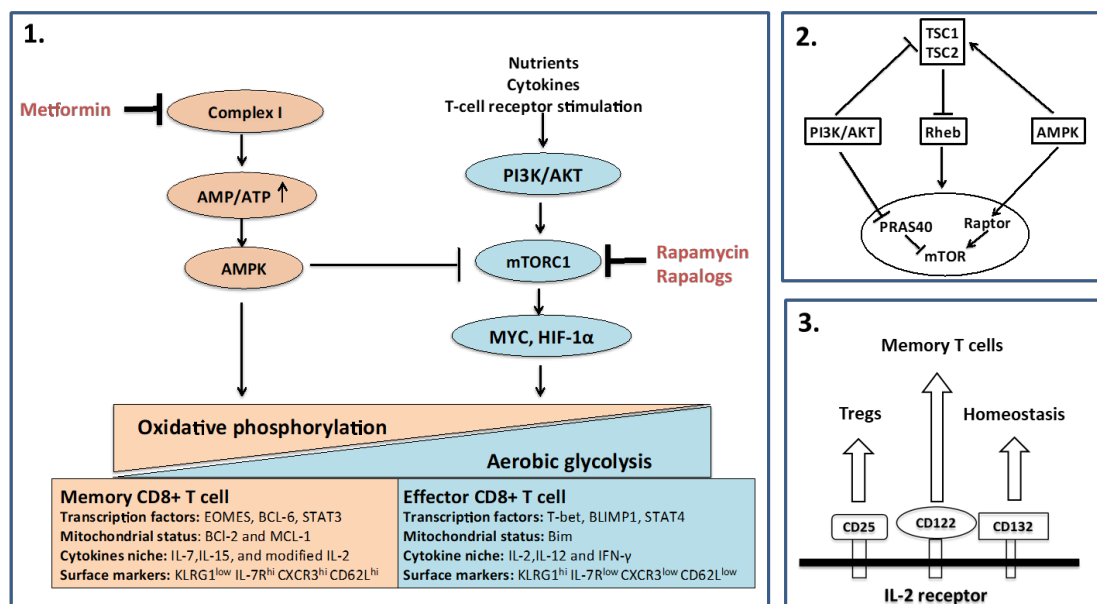 1.
Nutrients
Cytokines
T-cell receptor stimulation
Metformin
Complex I
PI3K/AKT
AMP/ATP
AMPK
mTORC1
Rapamycin
Rapalogs
MYC, HIF-1α
Oxidative phosphorylation
Aerobic glycolysis
Memory CD8+ T cell
Transcription factors: EOMES, BCL-6, STAT3
Mitochondrial status: BCl-2 and MCL-1
Cytokines niche: IL-7,IL-15, and modified IL-2
Surface markers: KLRG1low IL-7Rhi CXCR3hi CD62Lhi
Effector CD8+ T cell
Transcription factors: T-bet, BLIMP1, STAT4
Mitochondrial status: Bim
Cytokine niche: IL-2,IL-12 and IFN-γ
Surface markers: KLRG1hi IL-7Rlow CXCR3low CD62Llow
2.
TSC1
TSC2
PI3K/AKT
Rheb
AMPK
PRAS40
Raptor
mTOR
3.
Memory T cells
Tregs
Homeostasis
CD25
CD122
CD132
IL-2 receptor